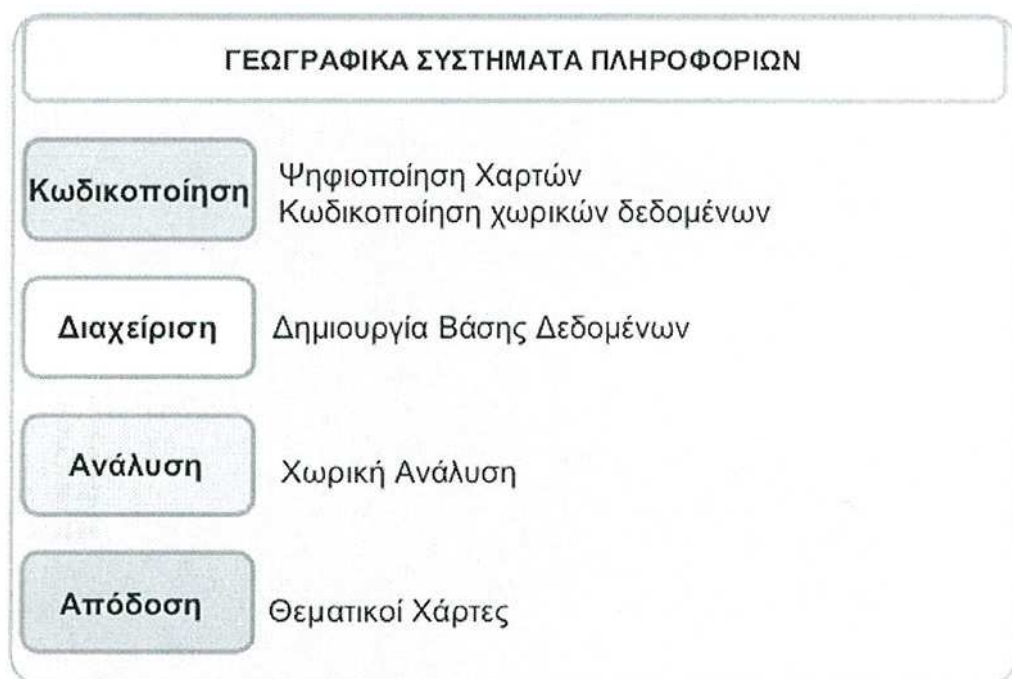 ΓΕΩΓΡΑΦΙΚΑ ΣΥΣΤΗΜΑΤΑ ΠΛΗΡΟΦΟΡΙΩΝ
Κωδικοποίηση
Ψηφιοποίηση Χαρτών
Κωδικοποίηση χωρικών δεδομένων
Διαχείριση
Δημιουργία Βάσης Δεδομένων
Ανάλυση
Χωρική Ανάλυση
Απόδοση
Θεματικοί Χάρτες